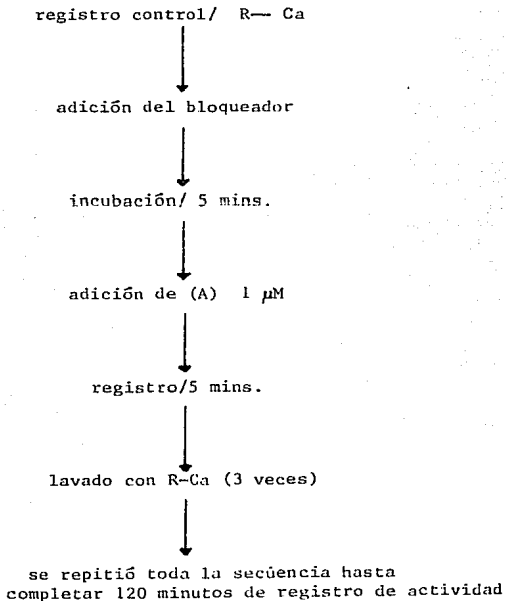 registro control/ R— Ca
adición del bloqueador
incubación/ 5 mins.
adición de (A) 1 µM
registro/5 mins.
lavado con R-Ca (3 veces)
se repitió toda la secúencia hasta
completar 120 minutos de registro de actividad